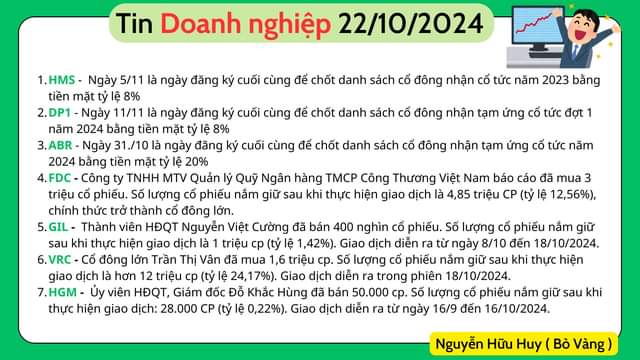 Tin Doanh nghiệp 22/10/2024
1. HMS - Ngày 5/11 là ngày đăng ký cuối cùng để chốt danh sách cổ đông nhận cổ tức năm 2023 bằng
tiền mặt tỷ lệ 8%
2. DP1 - Ngày 11/11 là ngày đăng ký cuối cùng để chốt danh sách cổ đông nhận tạm ứng cổ tức đợt 1
năm 2024 bằng tiền mặt tỷ lệ 8%
3. ABR - Ngày 31./10 là ngày đăng ký cuối cùng để chốt danh sách cổ đông nhận tạm ứng cổ tức năm
2024 bằng tiền mặt tỷ lệ 20%
4. FDC - Công ty TNHH MTV Quản lý Quỹ Ngân hàng TMCP Công Thương Việt Nam báo cáo đã mua 3
triệu cổ phiếu. Số lượng cổ phiếu nắm giữ sau khi thực hiện giao dịch là 4,85 triệu CP (tỷ lệ 12,56%),
chính thức trở thành cổ đông lớn.
5. GIL - Thành viên HĐQT Nguyễn Việt Cường đã bán 400 nghìn cổ phiếu. Số lượng cổ phiếu nắm giữ
sau khi thực hiện giao dịch là 1 triệu cp (tỷ lệ 1,42%). Giao dịch diễn ra từ ngày 8/10 đến 18/10/2024.
6. VRC - Cổ đông lớn Trần Thị Vân đã mua 1,6 triệu cp. Số lượng cổ phiếu nắm giữ sau khi thực hiện
giao dịch là hơn 12 triệu cp (tỷ lệ 24,17%). Giao dịch diễn ra trong phiên 18/10/2024.
7. HGM - Ủy viên HĐQT, Giám đốc Đỗ Khắc Hùng đã bán 50.000 cp. Số lượng cổ phiếu nắm giữ sau khi
thực hiện giao dịch: 28.000 CP (tỷ lệ 0,22%). Giao dịch diễn ra từ ngày 16/9 đến 16/10/2024.
Nguyễn Hữu Huy ( Bò Vàng )